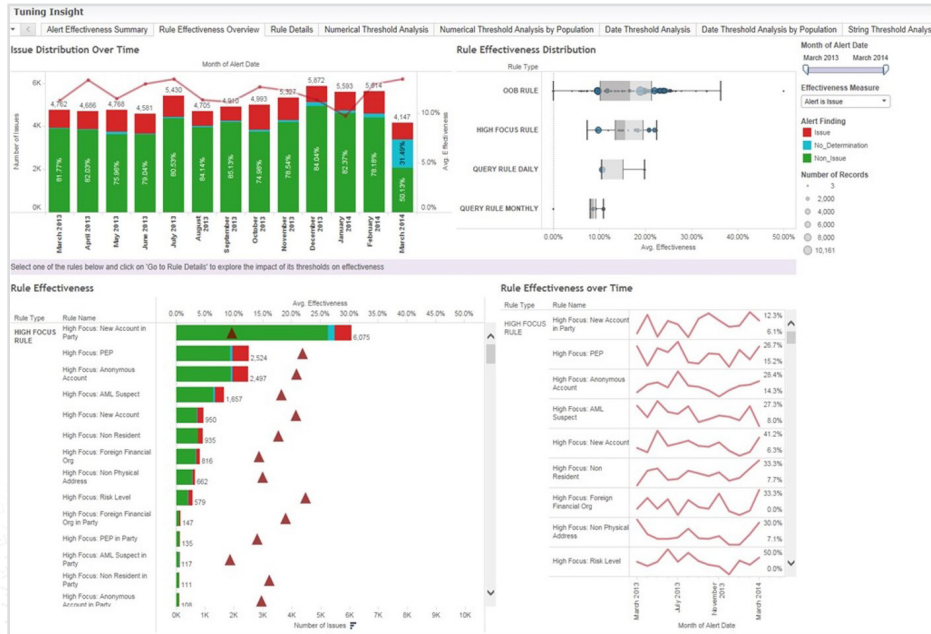 Tuning Insight
Alert Effectiveness Summary
Rule Effectiveness Overview
Rule Details
Numerical Threshold Analysis
Numerical Threshold Analysis by Population
Date Threshold Analysis
Date Threshold Analysis by Population
String Threshold Analys
Issue Distribution Over Time
Month of Alert Date
Number of Issues
6K
4K
2K
0K
4,762
4,686
4,768
4,581
5,430
4,705
4,910
4,993
5,327
5,872
5,593
5,614
4,147
81.77%
82.03%
75.96%
79.04%
80.53%
84.14%
85.13%
74.98%
78.64%
84.04%
82.37%
78.18%
31.49%
50.13%
10.0%
5.0%
0.0%
Avg. Effectiveness
March 2013
April 2013
May 2013
June 2013
July 2013
August
2013
September
2013
October
2013
November
2013
December
2013
January
2014
February
2014
March 2014
Rule Effectiveness Distribution
Rule Type
OOB RULE
HIGH FOCUS RULE
QUERY RULE DAILY
QUERY RULE MONTHLY
0.00%
10.00%
20.00%
30.00%
40.00%
50.00%
Avg. Effectiveness
Month of Alert Date
March 2013
March 2014
Effectiveness Measure
Alert is Issue
Alert Finding
Issue
No_Determination
Non_Issue
Number of Records
3
2,000
4,000
6,000
8,000
10,161
Select one of the rules below and click on 'Go to Rule Details' to explore the impact of its thresholds on effectiveness
Rule Effectiveness
Avg. Effectiveness
Rule Type
Rule Name
0.0%
5.0%
10.0%
15.0%
20.0%
25.0%
30.0%
35.0%
40.0%
45.0%
50.0%
HIGH FOCUS
RULE
High Focus: New Account in
Party
6,075
High Focus: PEP
2,524
High Focus: Anonymous
Account
2,497
High Focus: AML Suspect
1,657
High Focus: New Account
950
High Focus: Non Resident
935
High Focus: Foreign Financial
Org
816
High Focus: Non Physical
Address
662
High Focus: Risk Level
579
High Focus: Foreign Financial
Org in Party
147
High Focus: PEP in Party
135
High Focus: AML Suspect in
Party
117
High Focus: Non Resident in
Party
111
High Focus: Anonymous
Account in Party
108
0K
1K
2K
3K
4K
5K
6K
7K
8K
9K
10K
Number of Issues
Rule Effectiveness over Time
Rule Type
Rule Name
HIGH FOCUS
RULE
High Focus: New Account
in Party
12.3%
6.1%
High Focus: PEP
26.7%
15.2%
High Focus: Anonymous
Account
28.4%
14.3%
High Focus: AML
Suspect
27.3%
8.0%
High Focus: New Account
41.2%
6.3%
High Focus: Non
Resident
33.3%
7.7%
High Focus: Foreign
Financial Org
33.3%
0.0%
High Focus: Non Physical
Address
30.0%
7.1%
High Focus: Risk Level
50.0%
0.0%
March 2013
July 2013
November
2013
March 2014
Month of Alert Date